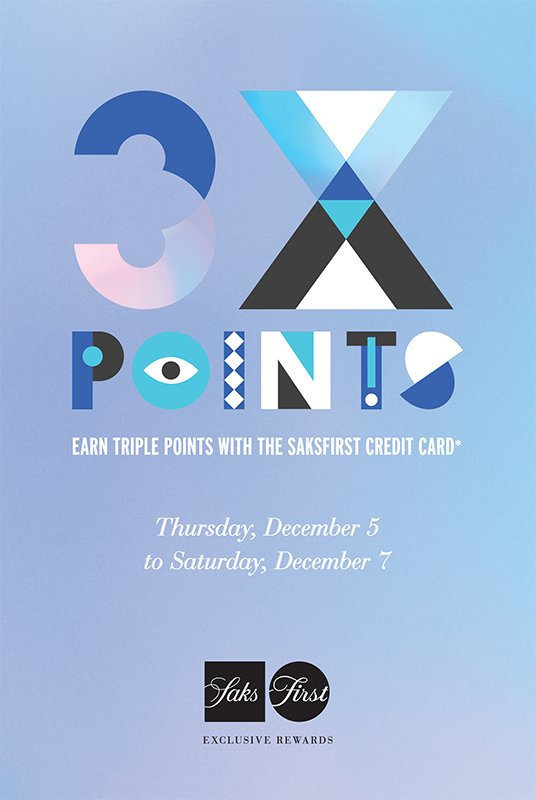 3X
POINTS
EARN TRIPLE POINTS WITH THE SAKSFIRST CREDIT CARD*
Thursday, December 5
to Saturday, December 7
Saks First
EXCLUSIVE REWARDS